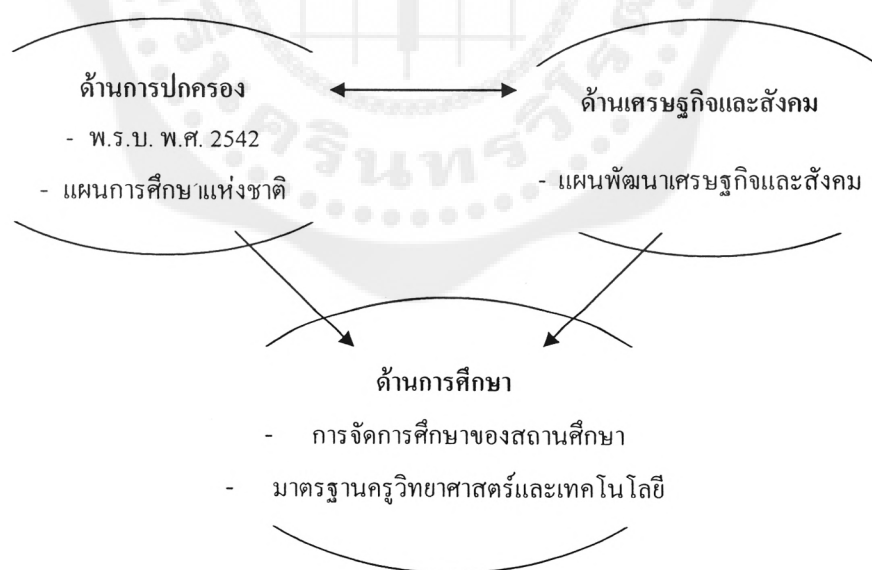 ด้านการปกครอง
- พ.ร.บ. พ.ศ. 2542
- แผนการศึกษาแห่งชาติ
ด้านเศรษฐกิจและสังคม
- แผนพัฒนาเศรษฐกิจและสังคม
ด้านการศึกษา
- การจัดการศึกษาของสถานศึกษา
- มาตรฐานครูวิทยาศาสตร์และเทคโนโลยี